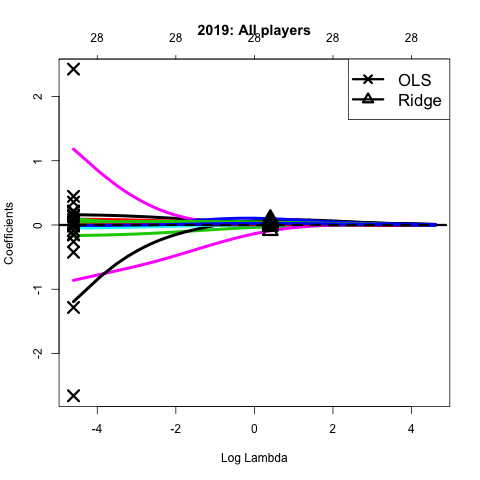 2019: All players
28 28 28 28 28
OLS
Ridge
Coefficients
2
1
0
-1
-2
-4 -2 0 2 4
Log Lambda